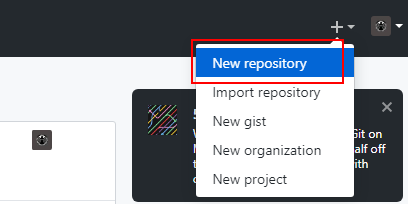 New repository
Import repository
New gist
New organization
New project
Git on
alf off
with